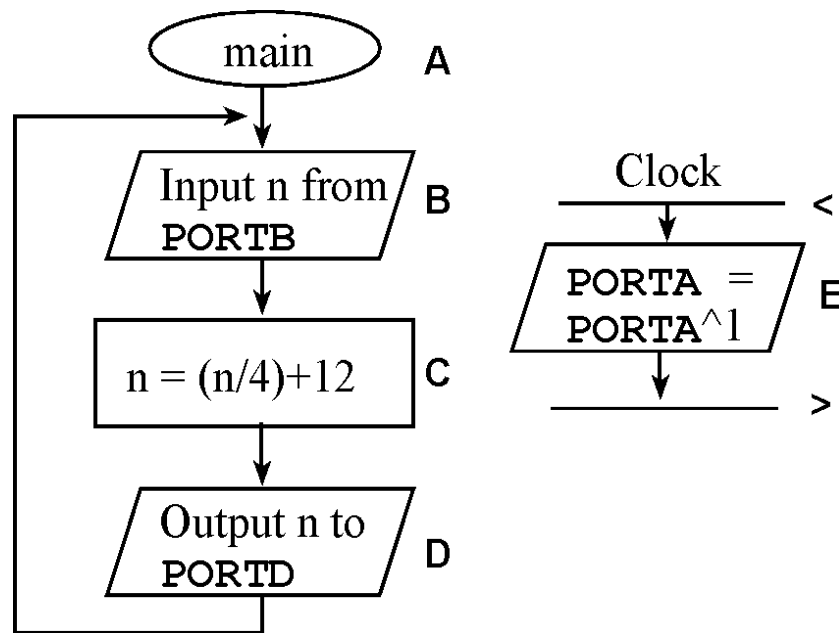 main
A
Input n from
PORTB
B
n = (n/4)+12
C
Output n to
PORTD
D
Clock
<
PORTA =
PORTA^1
E
>